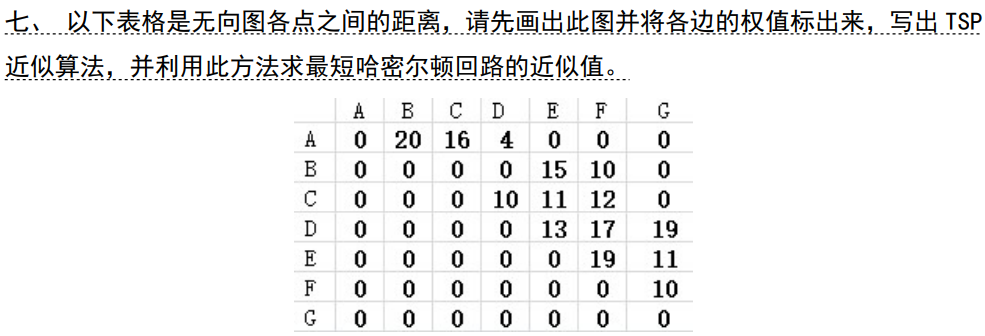 七、 以下表格是无向图各点之间的距离，请先画出此图并将各边的权值标出来，写出 TSP
近似算法，并利用此方法求最短哈密尔顿回路的近似值。
A B C D E F G
A 0 20 16 4 0 0 0
B 0 0 0 0 15 10 0
C 0 0 0 10 11 12 0
D 0 0 0 0 13 17 19
E 0 0 0 0 0 19 11
F 0 0 0 0 0 0 10
G 0 0 0 0 0 0 0